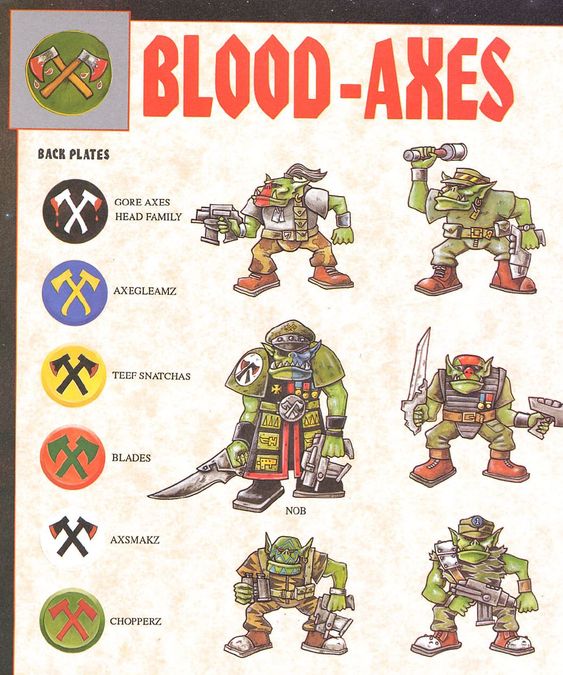 BLOOD-AXES
BACK PLATES
GORE AXES
HEAD FAMILY
AXEGLEAMZ
TEEF SNATCHAS
BLADES
AXSMAKZ
CHOPPERZ
NOB